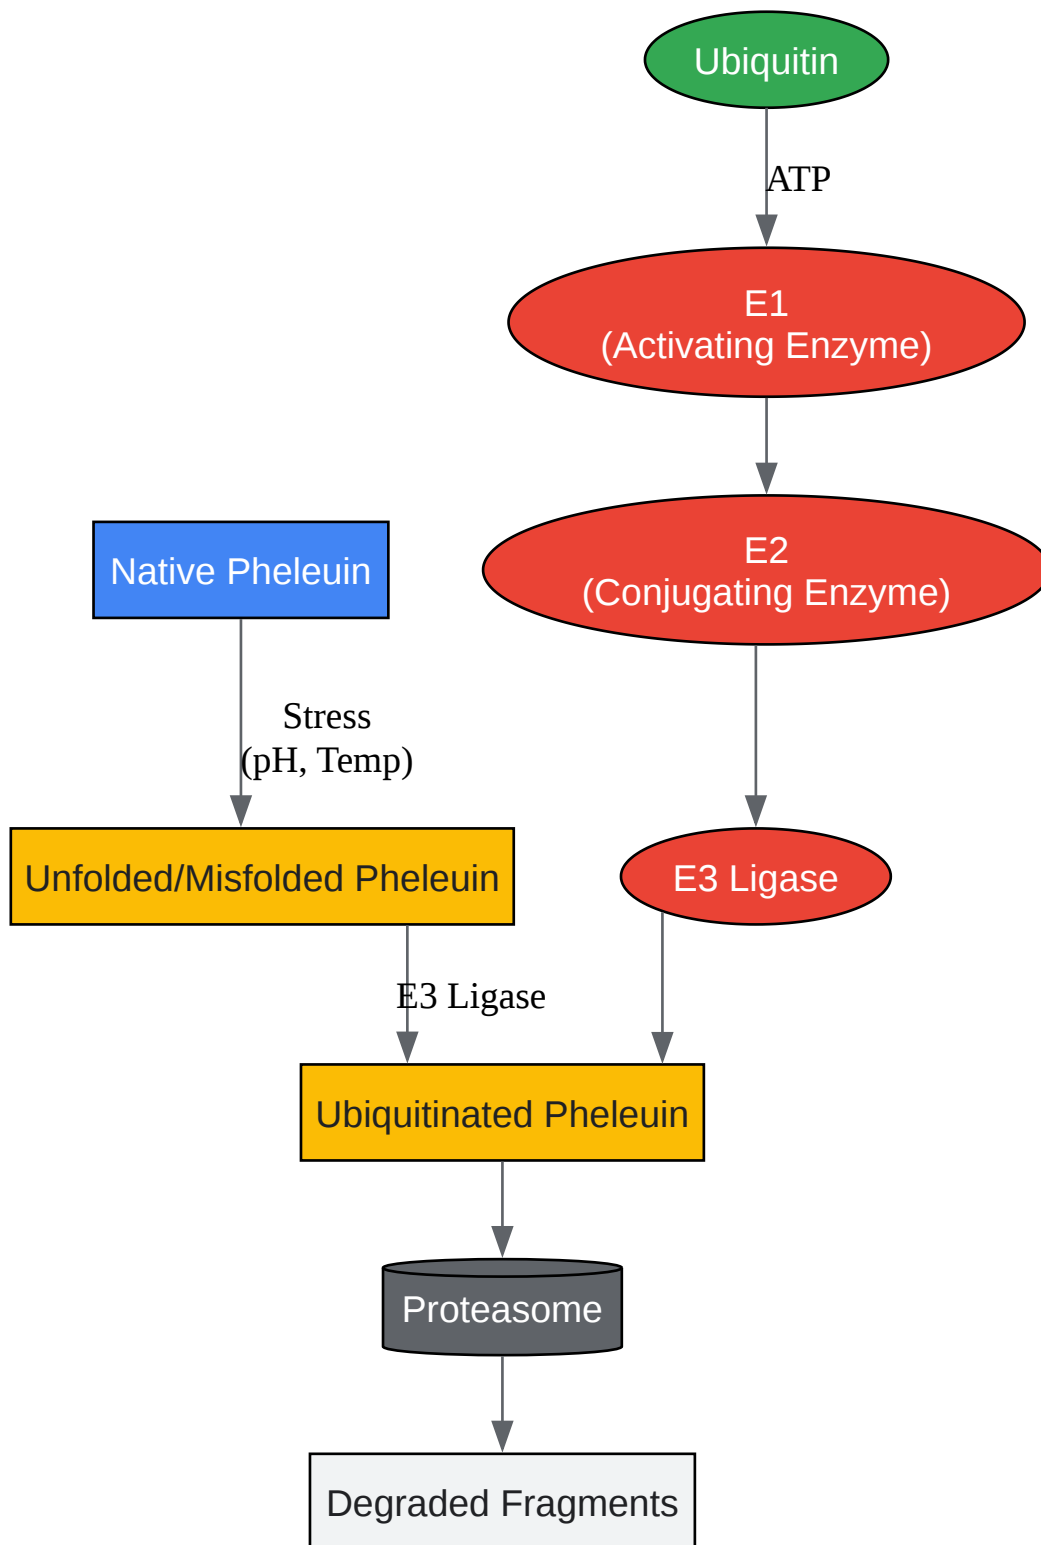 Ubiquitin
ATP
E1
(Activating Enzyme)
E2
(Conjugating Enzyme)
Native Pheleuin
Stress
(pH, Temp)
Unfolded/Misfolded Pheleuin
E3 Ligase
E3 Ligase
Ubiquitinated Pheleuin
Proteasome
Degraded Fragments